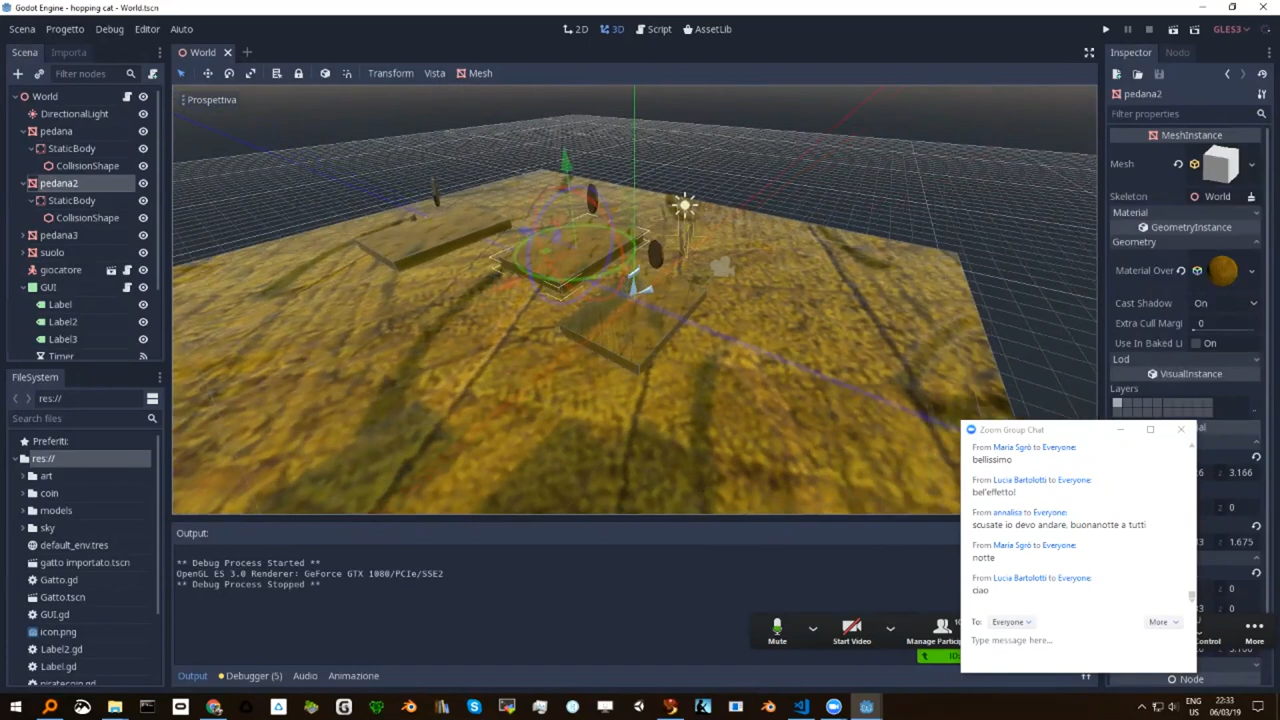 Godot Engine - hopping cat - World.tscn
Scena Progetto Debug Editor Aiuto
2D 3D Script AssetLib
GLES3
Scena Importa
World
Inspector Nodo
Filter nodes
Transform Vista Mesh
pedana2
Prospettiva
Filter properties
World
DirectionalLight
pedana
StaticBody
CollisionShape
pedana2
StaticBody
CollisionShape
pedana3
suolo
giocatore
GUI
Label
Label2
Label3
Timer
MeshInstance
Mesh
Skeleton World
Material
GeometryInstance
Geometry
Material Over
Cast Shadow On
Extra Cull Margi 0
Use In Baked Li On
Lod
VisualInstance
Layers
z 3.166
z 0
z 1.675
z 0
z 0
Node
FileSystem
res://
Search files
Preferiti:
res://
art
coin
models
sky
default_env.tres
gatto importato.tscn
Gatto.gd
Gatto.tscn
GUI.gd
icon.png
Label2.gd
Label.gd
piratecoin.gd
Output:
** Debug Process Started **
OpenGL ES 3.0 Renderer: GeForce GTX 1080/PCIe/SSE2
** Debug Process Stopped **
Output Debugger (5) Audio Animazione
Zoom Group Chat
From Maria Sgrò to Everyone:
bellissimo
From Lucia Bartolotti to Everyone:
bel'effetto!
From annalisa to Everyone:
scusate io devo andare, buonanotte a tutti
From Maria Sgrò to Everyone:
notte
From Lucia Bartolotti to Everyone:
ciao
To: Everyone More
Type message here...
Mute Start Video Manage Particip
Control More
ID:
ENG
US
22:33
06/03/19